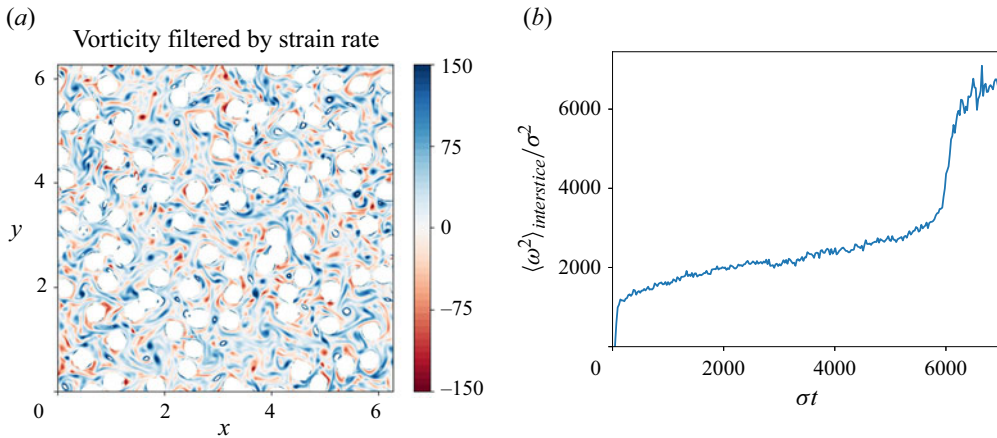 (a)
Vorticity filtered by strain rate
6
4
y
2
0
0
2
4
6
x
150
75
0
−75
−150
(b)
6000
4000
2000
⟨ω²⟩interstice/σ²
0
2000
4000
6000
σt